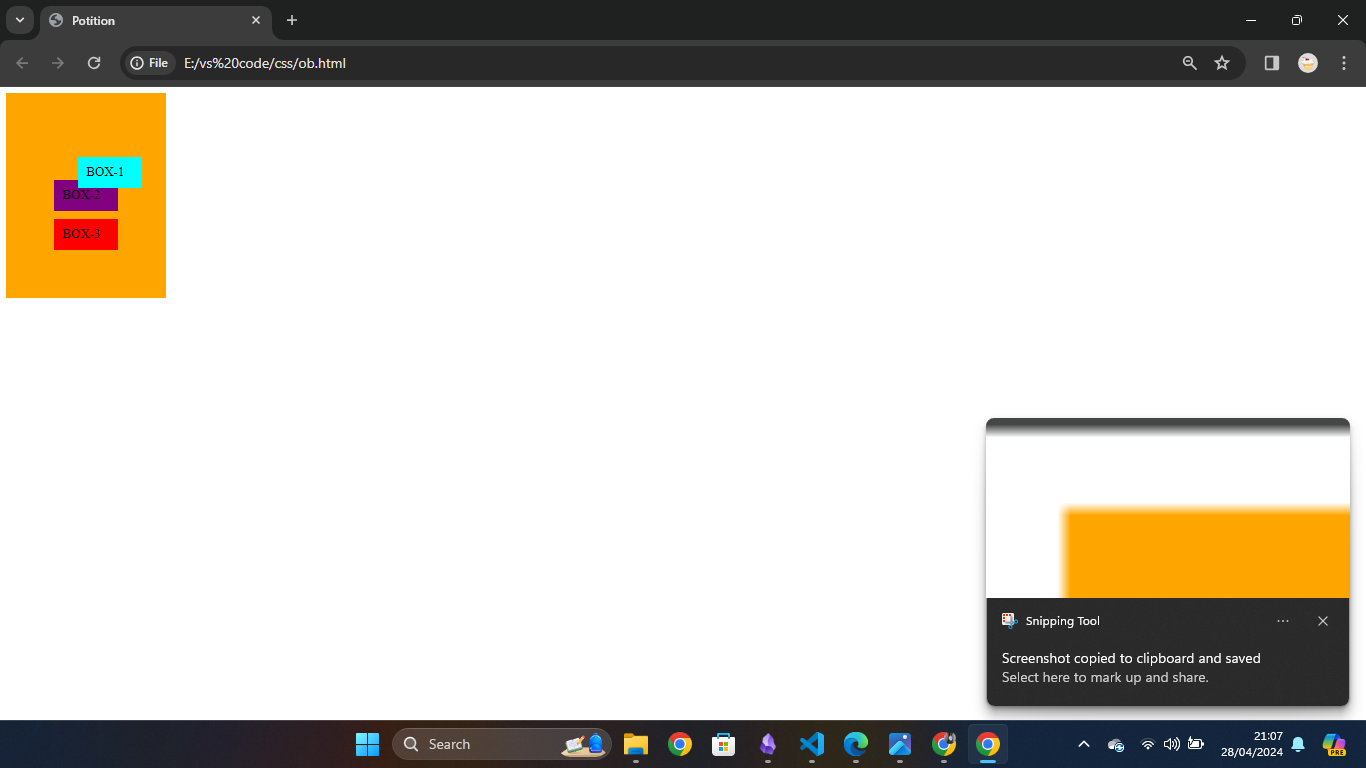 Potition
File
E:/vs%20code/css/ob.html
BOX-1
BOX-2
BOX-3
Snipping Tool
Screenshot copied to clipboard and saved
Select here to mark up and share.
Search
21:07
28/04/2024
PRE